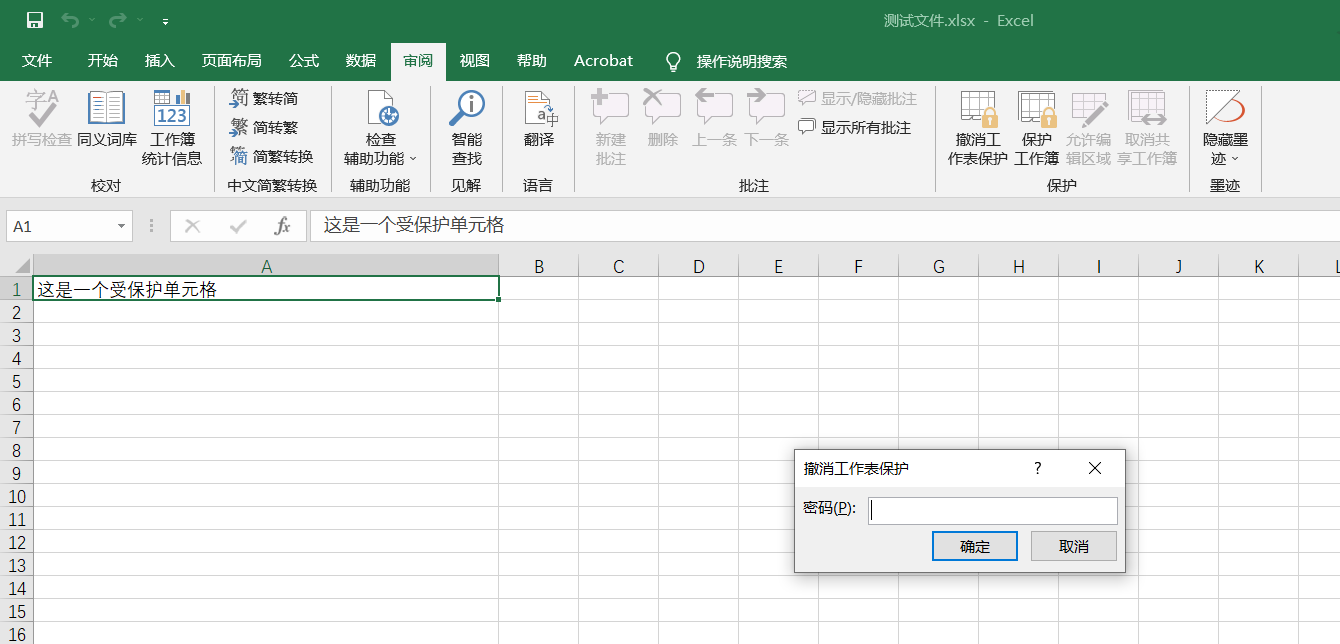 测试文件.xlsx - Excel
文件 开始 插入 页面布局 公式 数据 审阅 视图 帮助 Acrobat 操作说明搜索
拼写检查
同义词库
123
工作簿
统计信息
校对
繁转简
简转繁
简繁转换
中文简繁转换
检查
辅助功能
辅助功能
智能
查找
见解
翻译
语言
新建
批注
删除
上一条
下一条
显示/隐藏批注
显示所有批注
批注
撤消工
作表保护
保护
工作簿
允许编
辑区域
取消共
享工作簿
保护
隐藏墨
迹
墨迹
A1
fx
这是一个受保护单元格
A B C D E F G H I J K L
1 这是一个受保护单元格
2
3
4
5
6
7
8
9
10
11
12
13
14
15
16
撤消工作表保护 ?
密码(P):
确定 取消